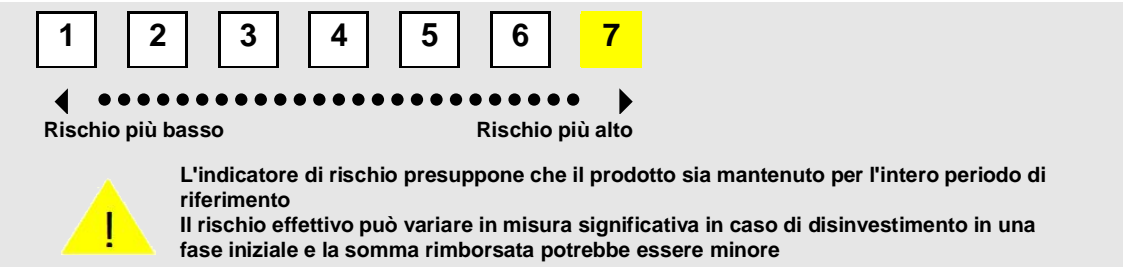 1 2 3 4 5 6 7
Rischio più basso Rischio più alto
L'indicatore di rischio presuppone che il prodotto sia mantenuto per l'intero periodo di
riferimento
Il rischio effettivo può variare in misura significativa in caso di disinvestimento in una
fase iniziale e la somma rimborsata potrebbe essere minore
!